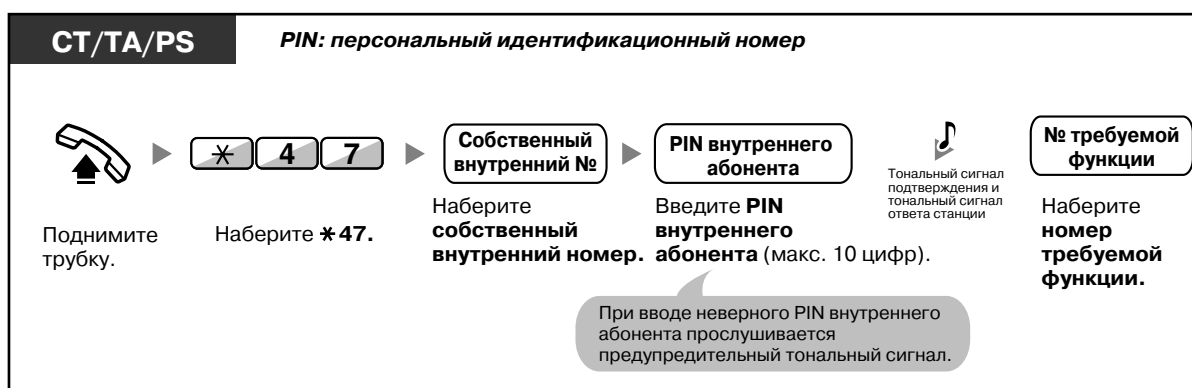 CT/TA/PS
PIN: персональный идентификационный номер
✳ 4 7
Собственный
внутренний №
PIN внутреннего
абонента
№ требуемой
функции
Поднимите
трубку.
Наберите ✳47.
Наберите
собственный
внутренний номер.
Введите PIN
внутреннего
абонента (макс. 10 цифр).
Тональный сигнал
подтверждения и
тональный сигнал
ответа станции
Наберите
номер
требуемой
функции.
При вводе неверного PIN внутреннего
абонента прослушивается
предупредительный тональный сигнал.